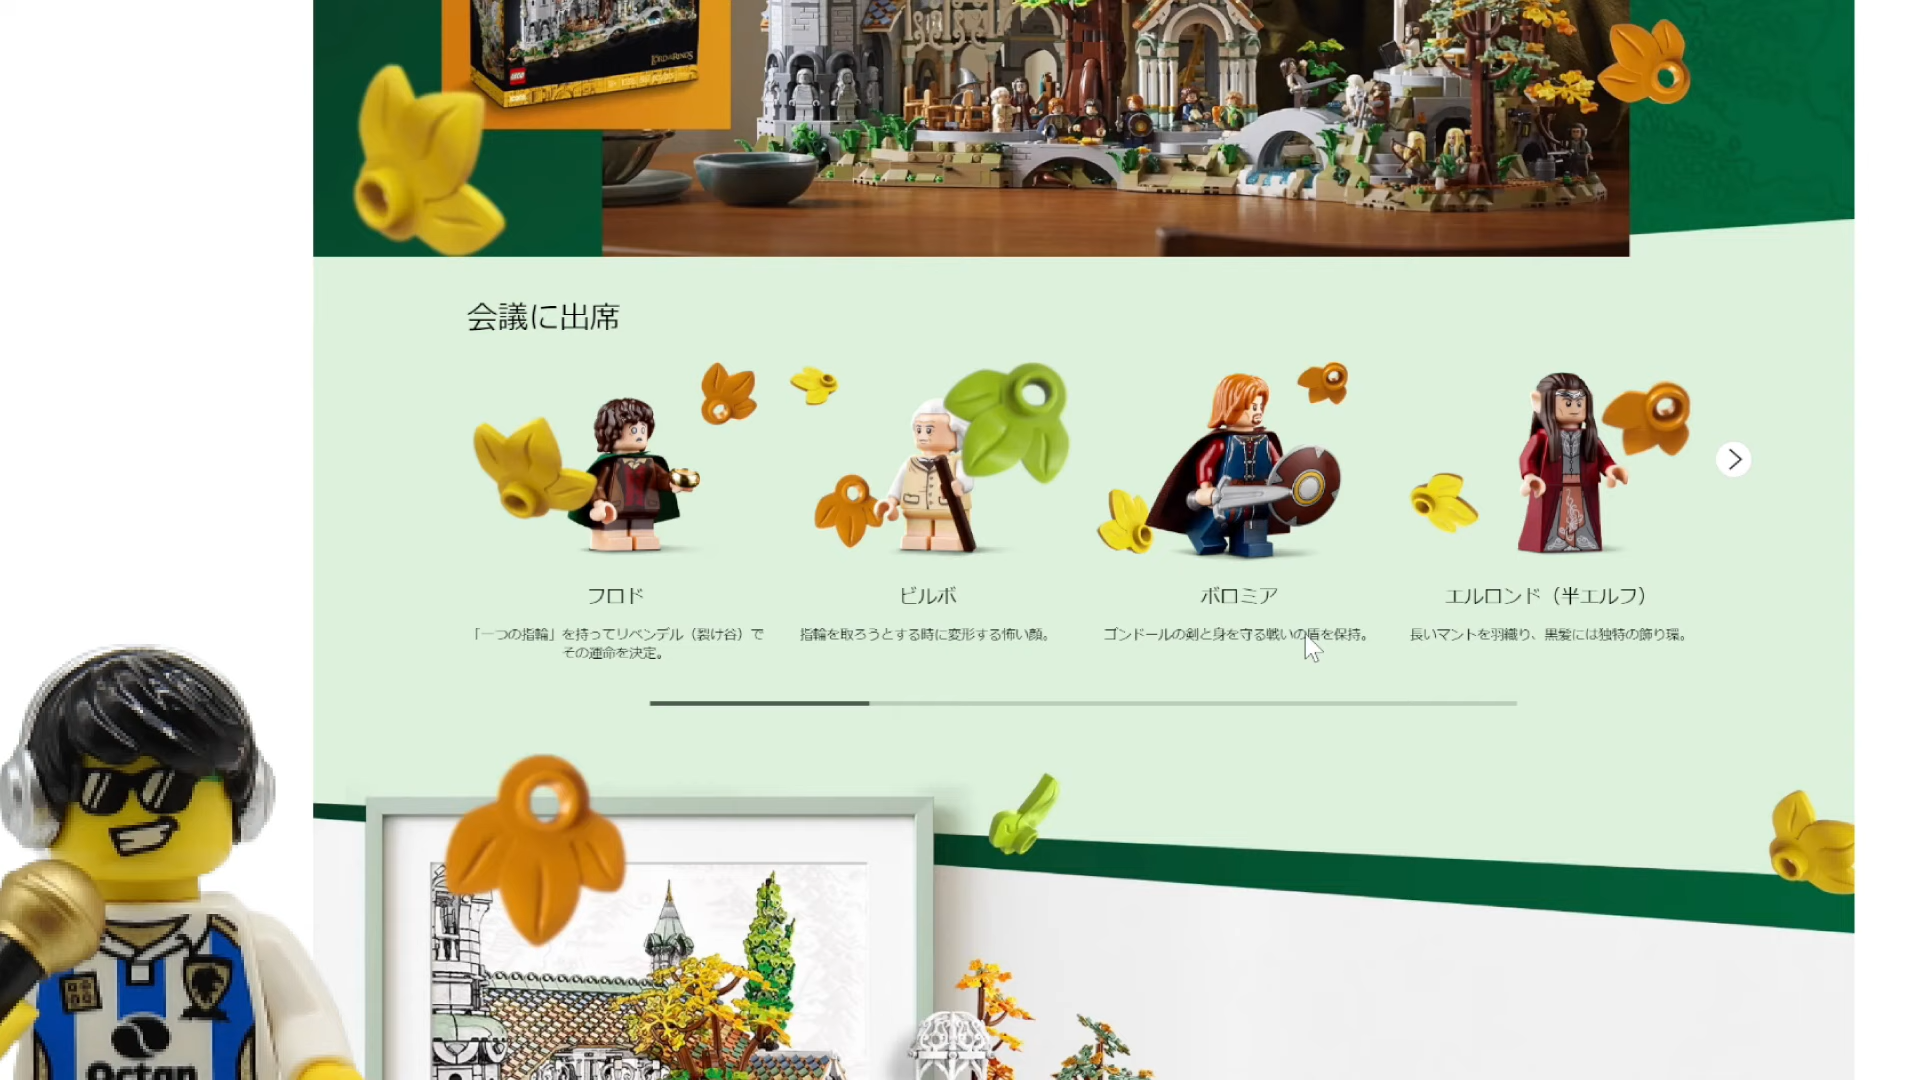 LEGO
会議に出席
フロド
「一つの指輪」を持ってリベンデル（裂け谷）で
その運命を決定。
ビルボ
指輪を取ろうとする時に変形する怖い顔。
ボロミア
ゴンドールの剣と身を守る戦いの盾を保持。
エルロンド（半エルフ）
長いマントを羽織り、黒髪には独特の飾り環。
Octan